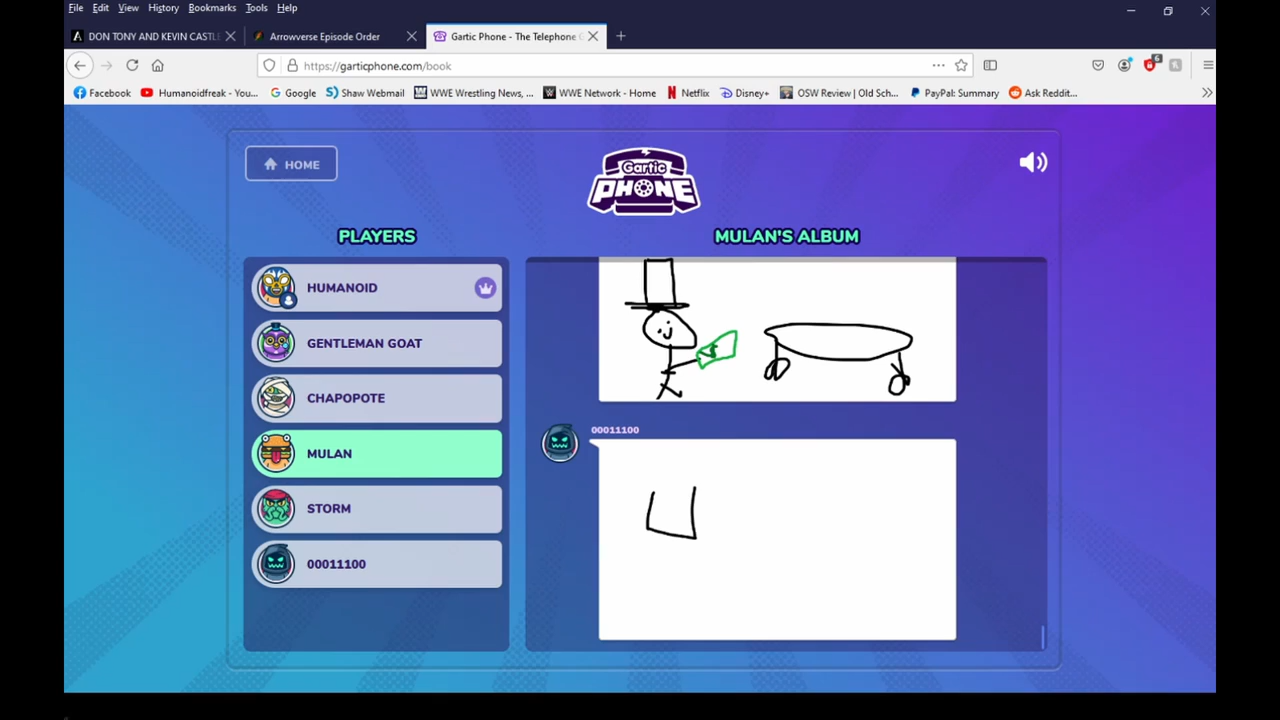 File Edit View History Bookmarks Tools Help
DON TONY AND KEVIN CASTLE Arrowverse Episode Order Gartic Phone - The Telephone G
https://garticphone.com/book
6
Facebook Humanoidfreak - You... Google Shaw Webmail WWE Wrestling News, ... WWE Network - Home Netflix Disney+ OSW Review | Old Sch... PayPal: Summary Ask Reddit...
HOME
Gartic
PHONE
PLAYERS
MULAN'S ALBUM
HUMANOID
GENTLEMAN GOAT
CHAPOPOTE
MULAN
STORM
00011100
00011100